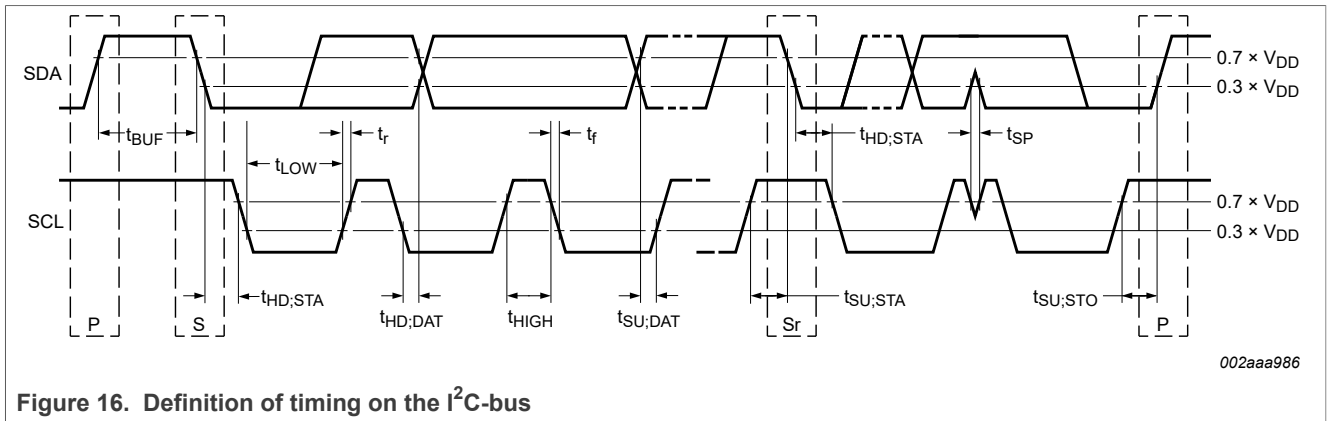 SDA
0.7 × VDD
0.3 × VDD
tBUF
tr
tf
tHD;STA
tSP
tLOW
SCL
0.7 × VDD
0.3 × VDD
tHD;STA
tHD;DAT
tHIGH
tSU;DAT
tSU;STA
tSU;STO
P
S
Sr
P
002aaa986
Figure 16. Definition of timing on the I²C-bus